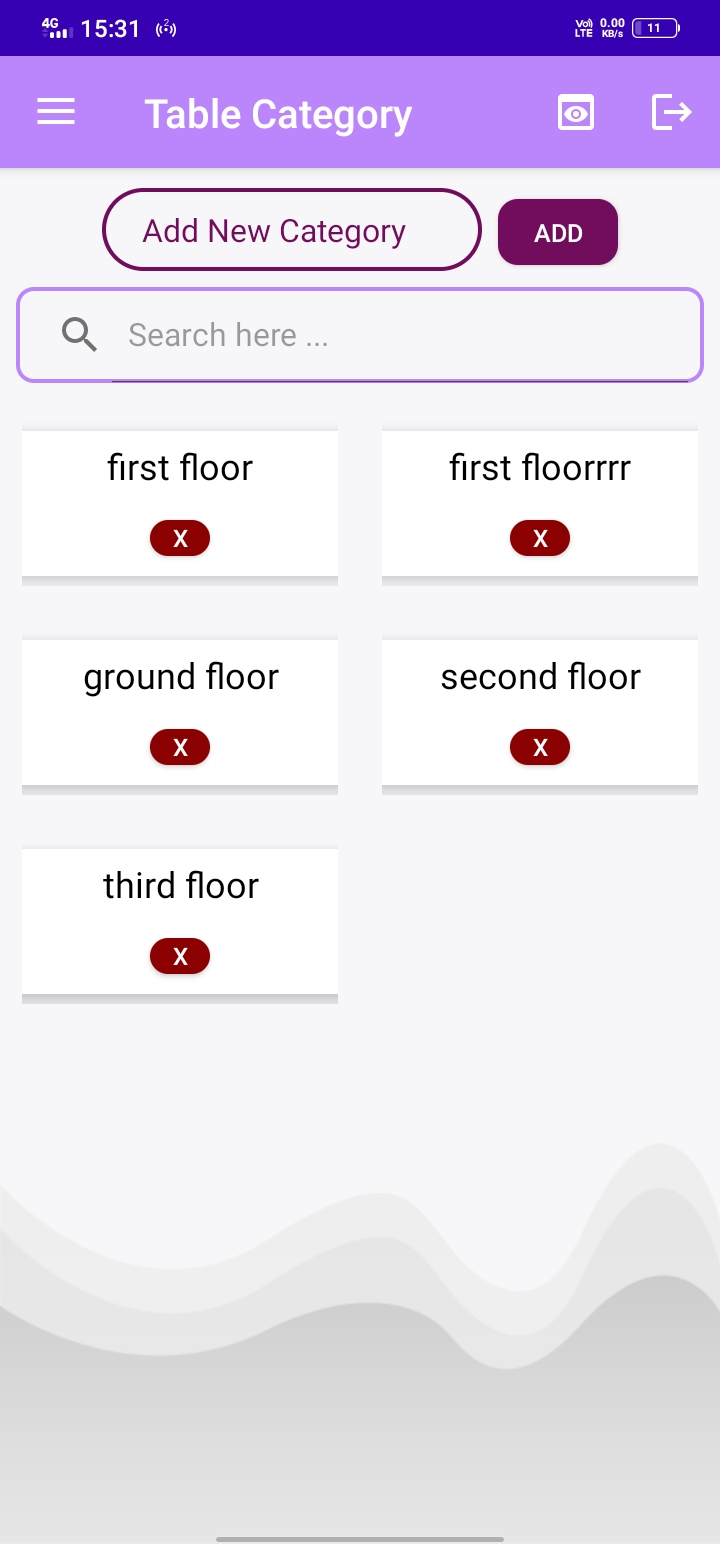 4G 15:31 2 Vo) LTE 0.00 KB/s 11
Table Category
Add New Category ADD
Search here ...
first floor first floorrrr
X X
ground floor second floor
X X
third floor
X